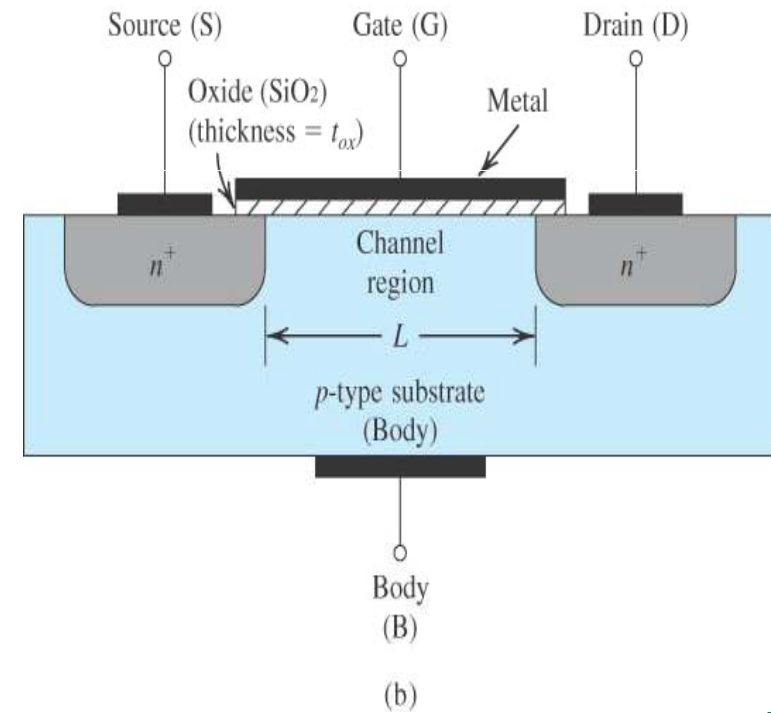 Source (S)
Gate (G)
Drain (D)
Oxide (SiO2)
(thickness = tox)
Metal
Channel
region
n+
n+
L
p-type substrate
(Body)
Body
(B)
(b)